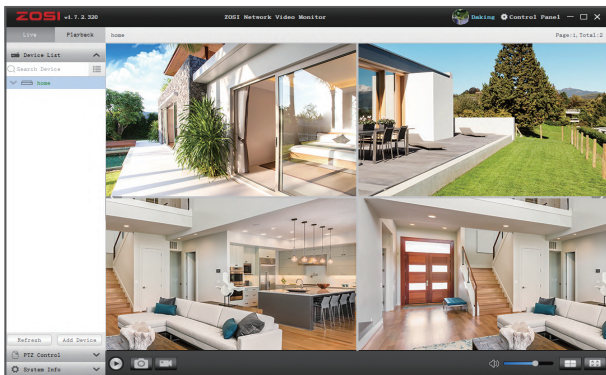 ZOSI v1.7.2.320 ZOSI Network Video Monitor Daking Control Panel
Live Playback home Page:1,Total:2
Device List
Search Device
home
Refresh Add Device
PTZ Control
System Info